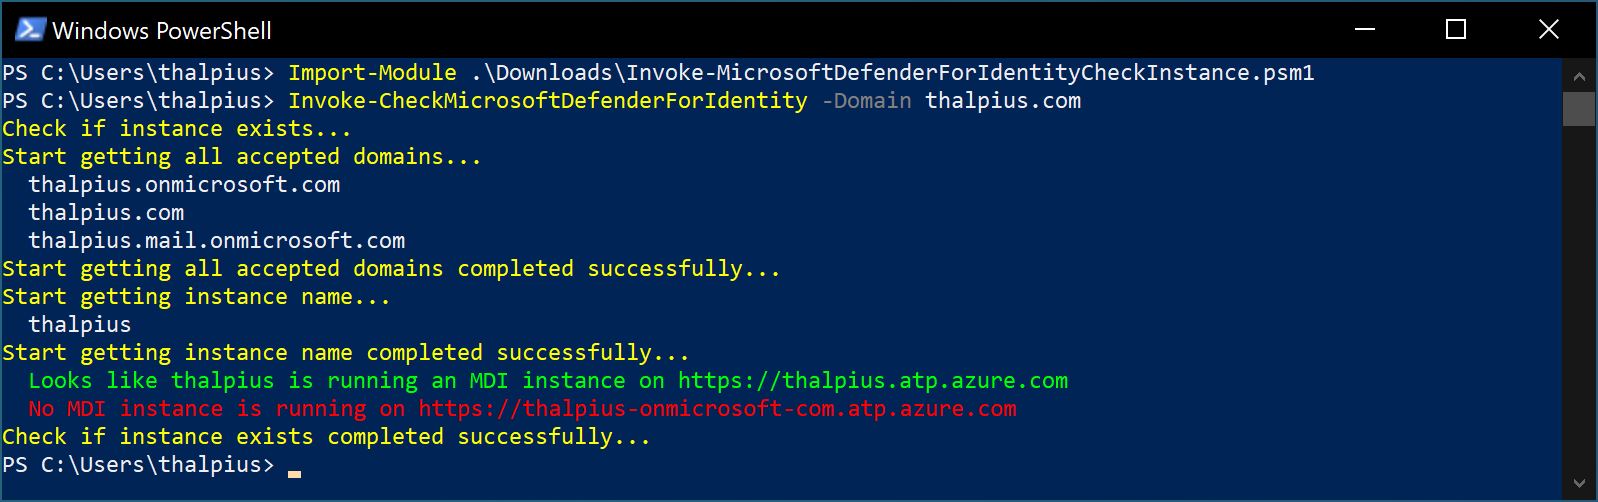 Windows PowerShell
PS C:\Users\thalpius> Import-Module .\Downloads\Invoke-MicrosoftDefenderForIdentityCheckInstance.psm1
PS C:\Users\thalpius> Invoke-CheckMicrosoftDefenderForIdentity -Domain thalpius.com
Check if instance exists...
Start getting all accepted domains...
  thalpius.onmicrosoft.com
  thalpius.com
  thalpius.mail.onmicrosoft.com
Start getting all accepted domains completed successfully...
Start getting instance name...
  thalpius
Start getting instance name completed successfully...
  Looks like thalpius is running an MDI instance on https://thalpius.atp.azure.com
  No MDI instance is running on https://thalpius-onmicrosoft-com.atp.azure.com
Check if instance exists completed successfully...
PS C:\Users\thalpius>